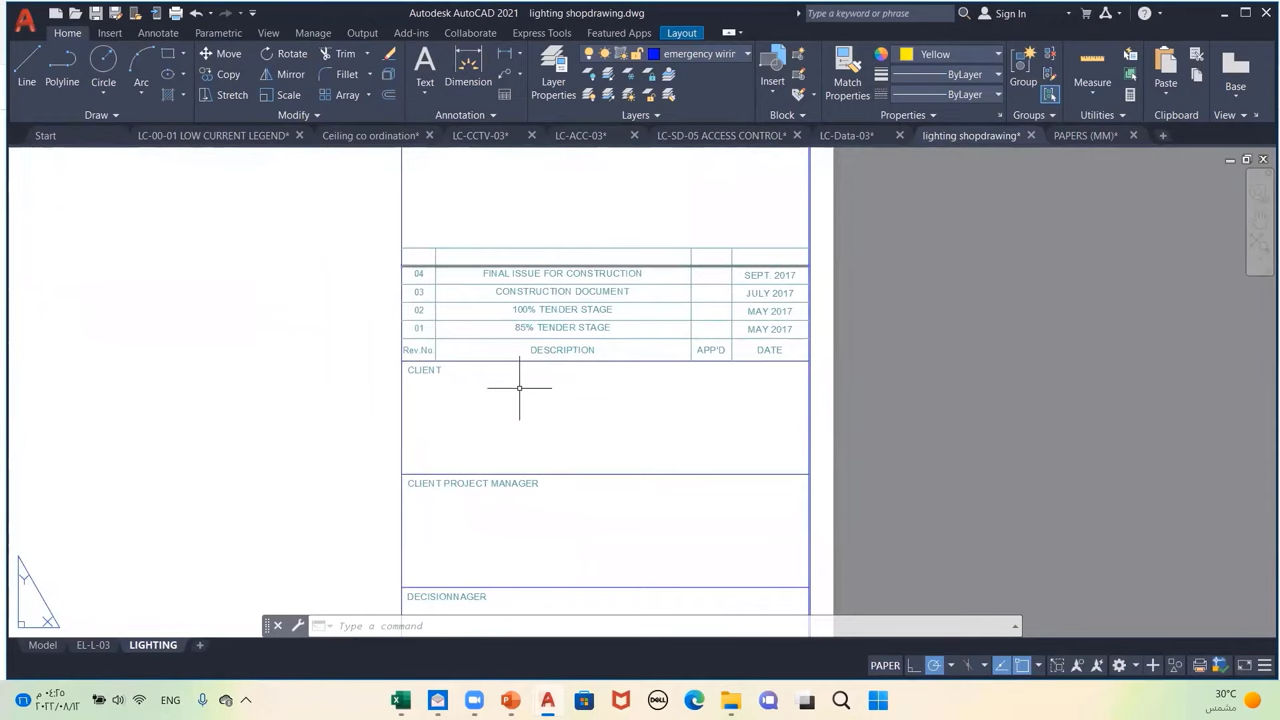 Autodesk AutoCAD 2021 lighting shopdrawing.dwg
Type a keyword or phrase
Sign In
Home Insert Annotate Parametric View Manage Output Add-ins Collaborate Express Tools Featured Apps Layout
Line Polyline Circle Arc
Move Rotate Trim
Copy Mirror Fillet
Stretch Scale Array
Text Dimension
Layer Properties
emergency wirir
Insert
Match Properties
Yellow
ByLayer
ByLayer
Group
Measure
Paste
Base
Draw Modify Annotation Layers Block Properties Groups Utilities Clipboard View
Start LC-00-01 LOW CURRENT LEGEND* Ceiling co ordination* LC-CCTV-03* LC-ACC-03* LC-SD-05 ACCESS CONTROL* LC-Data-03* lighting shopdrawing* PAPERS (MM)*
04 FINAL ISSUE FOR CONSTRUCTION SEPT. 2017
03 CONSTRUCTION DOCUMENT JULY 2017
02 100% TENDER STAGE MAY 2017
01 85% TENDER STAGE MAY 2017
Rev.No. DESCRIPTION APP'D DATE
CLIENT
CLIENT PROJECT MANAGER
DECISIONNAGER
Y
X
Type a command
Model EL-L-03 LIGHTING
PAPER
٠٤:٢٥ م
٢٠٢٢/٠٨/١٢
ENG
DELL
30°C
مشمس